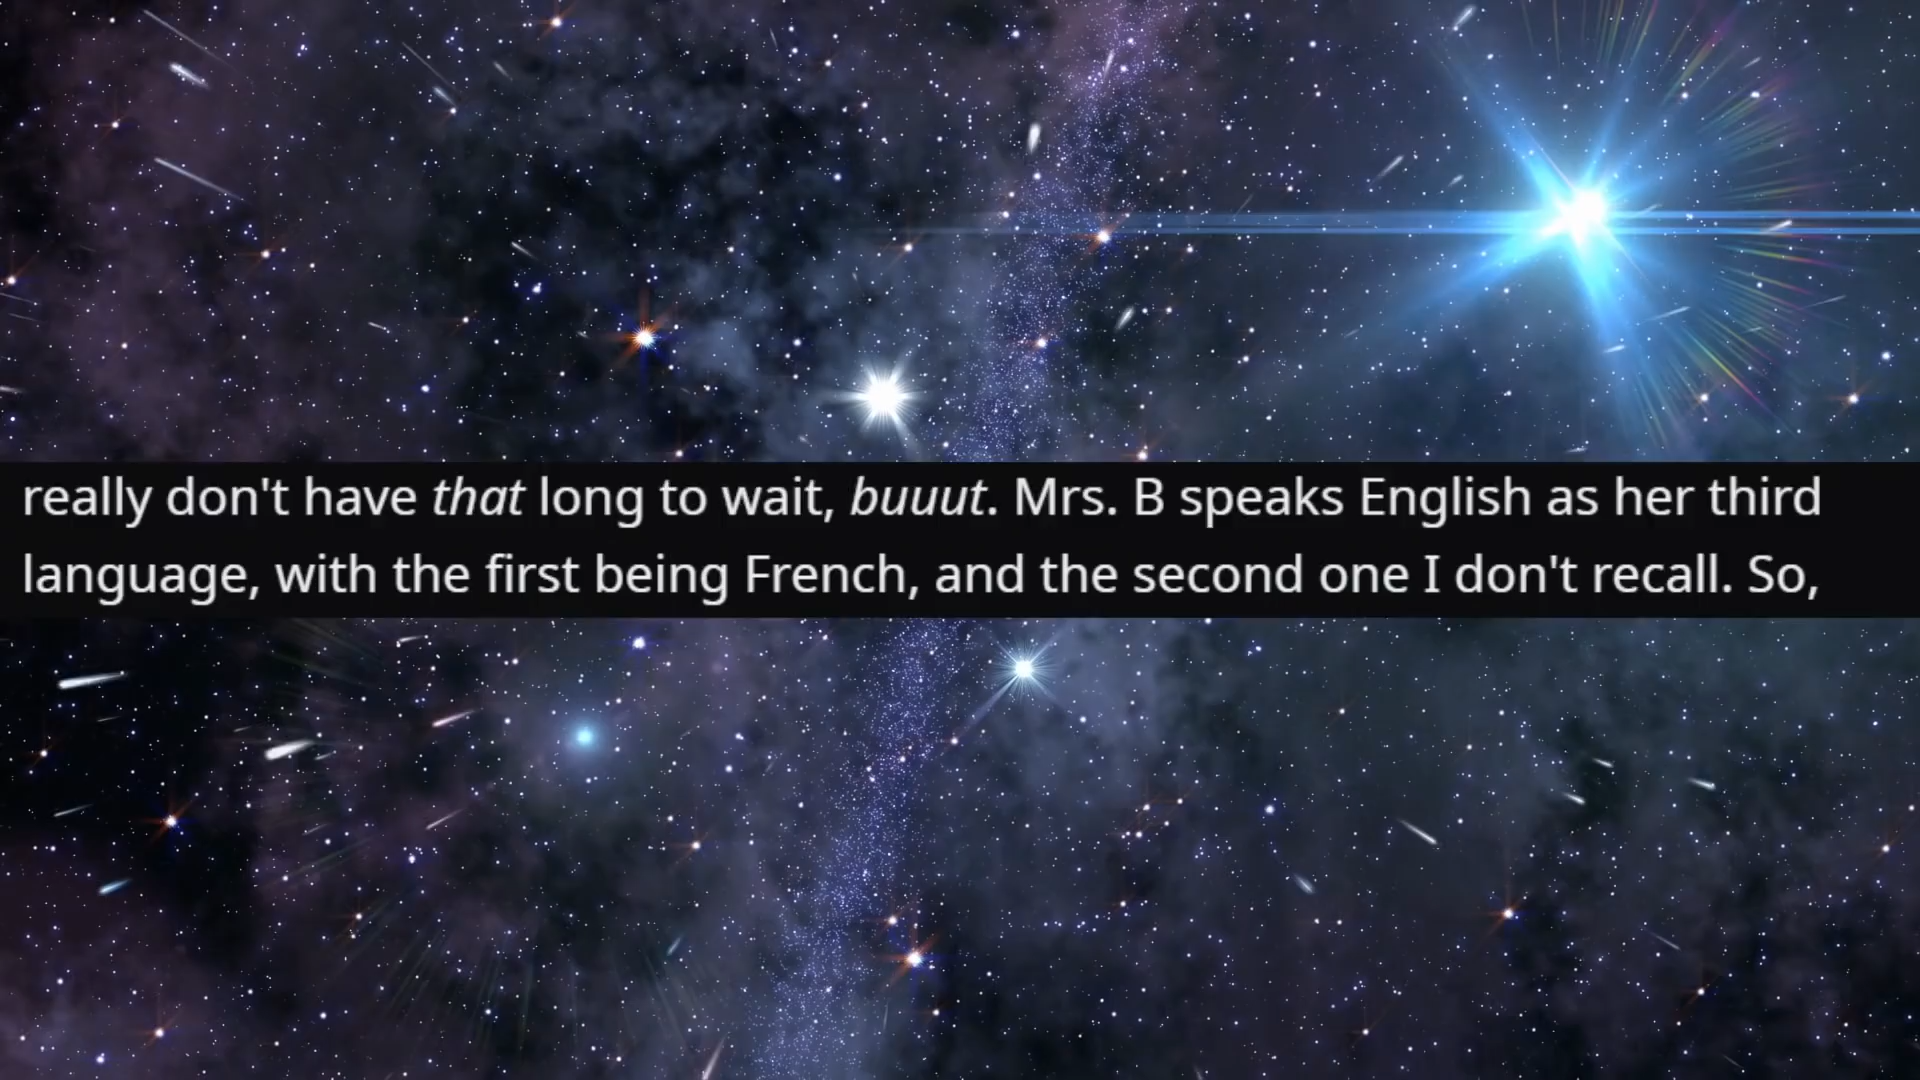 really don't have that long to wait, buuut. Mrs. B speaks English as her third
language, with the first being French, and the second one I don't recall. So,